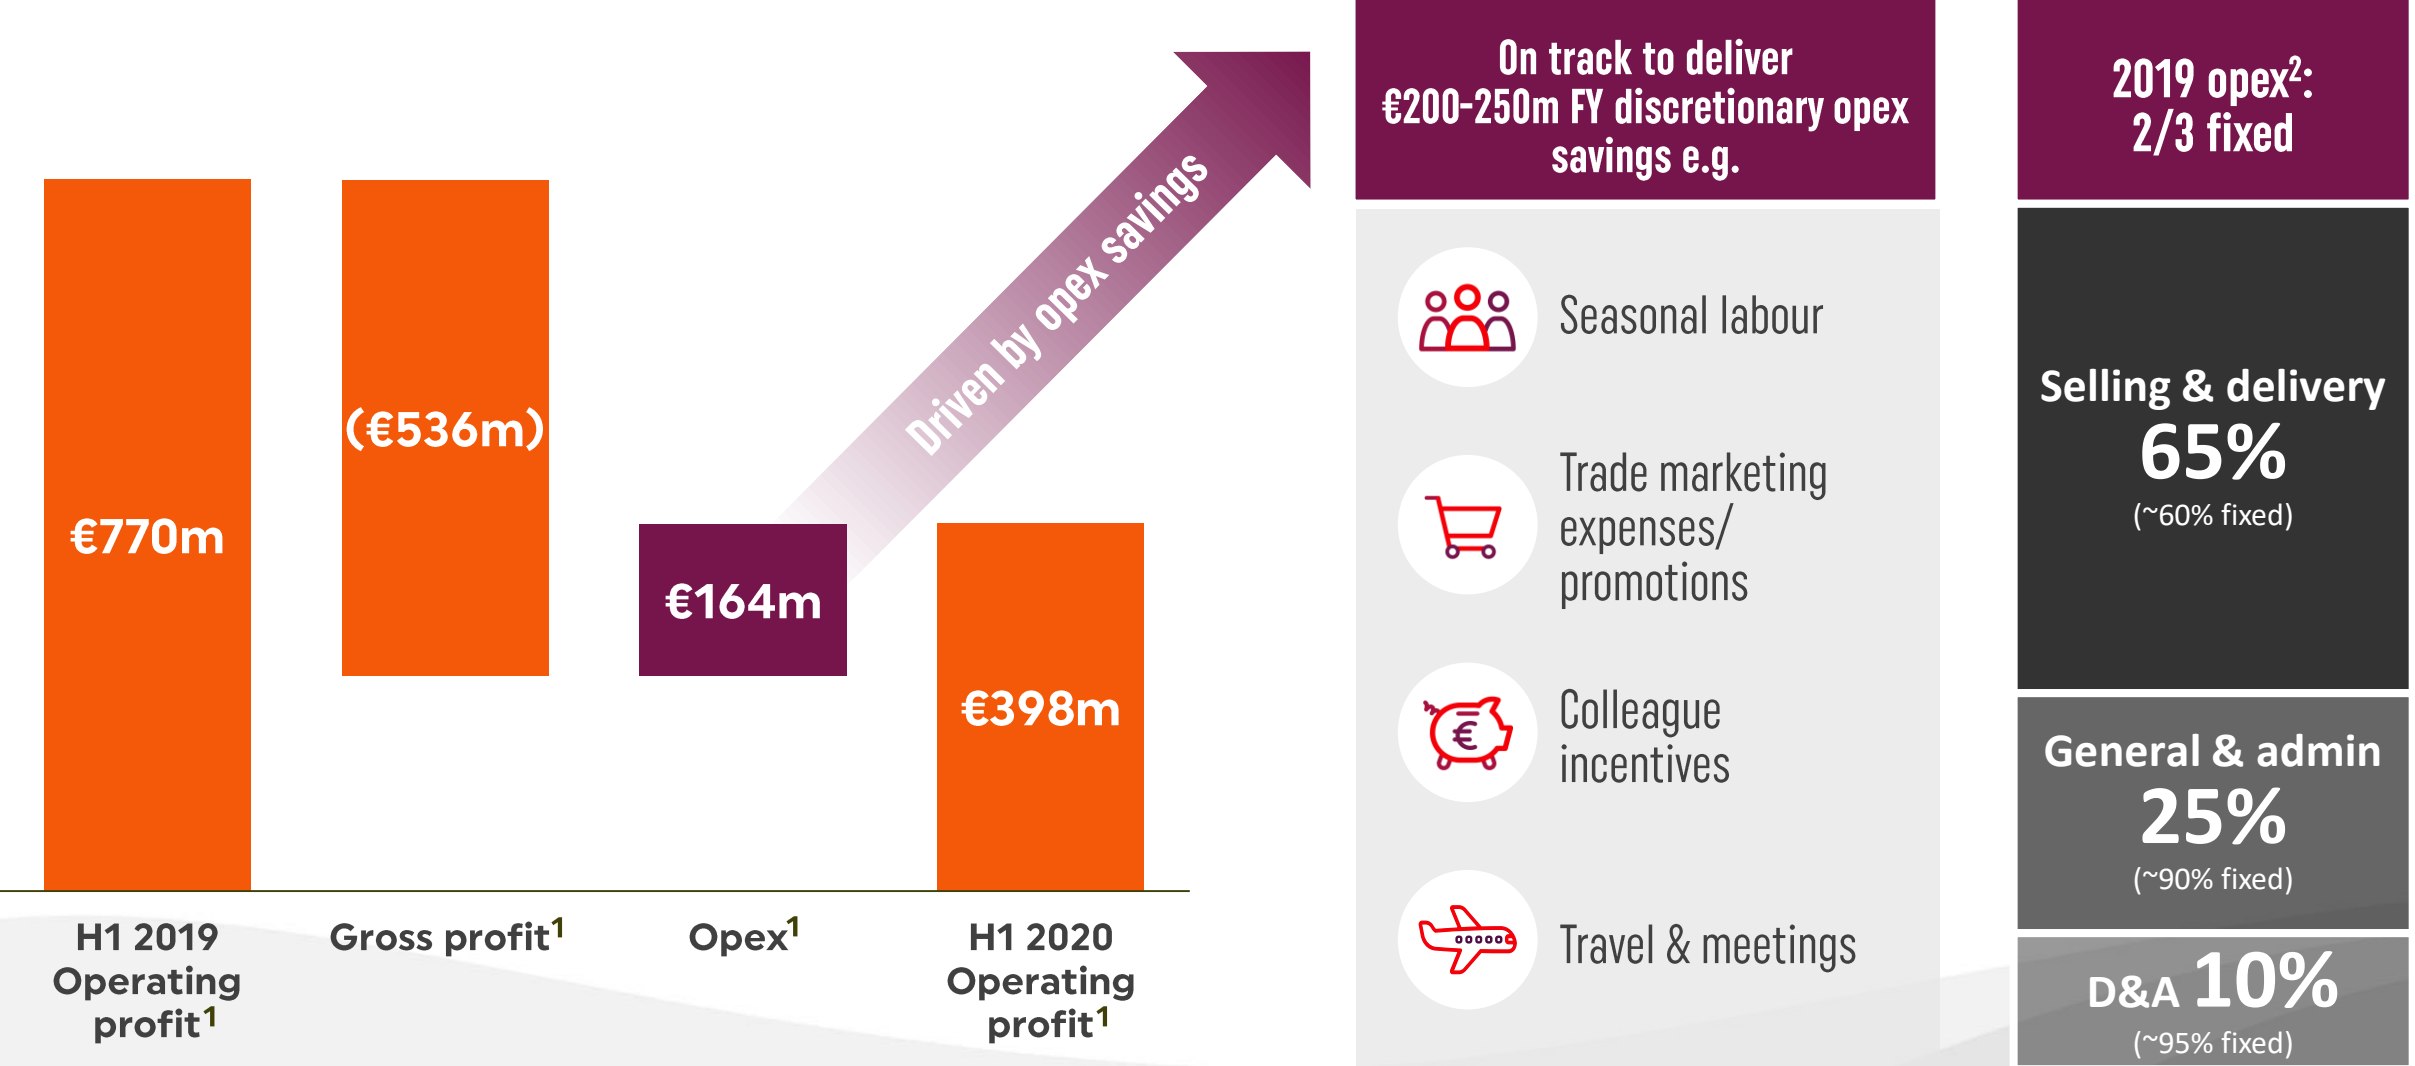 €770m
(€536m)
€164m
€398m
Driven by opex savings
H1 2019
Operating
profit¹
Gross profit¹
Opex¹
H1 2020
Operating
profit¹
On track to deliver
€200-250m FY discretionary opex
savings e.g.
Seasonal labour
Trade marketing
expenses/
promotions
Colleague
incentives
Travel & meetings
2019 opex²:
2/3 fixed
Selling & delivery
65%
(~60% fixed)
General & admin
25%
(~90% fixed)
D&A 10%
(~95% fixed)